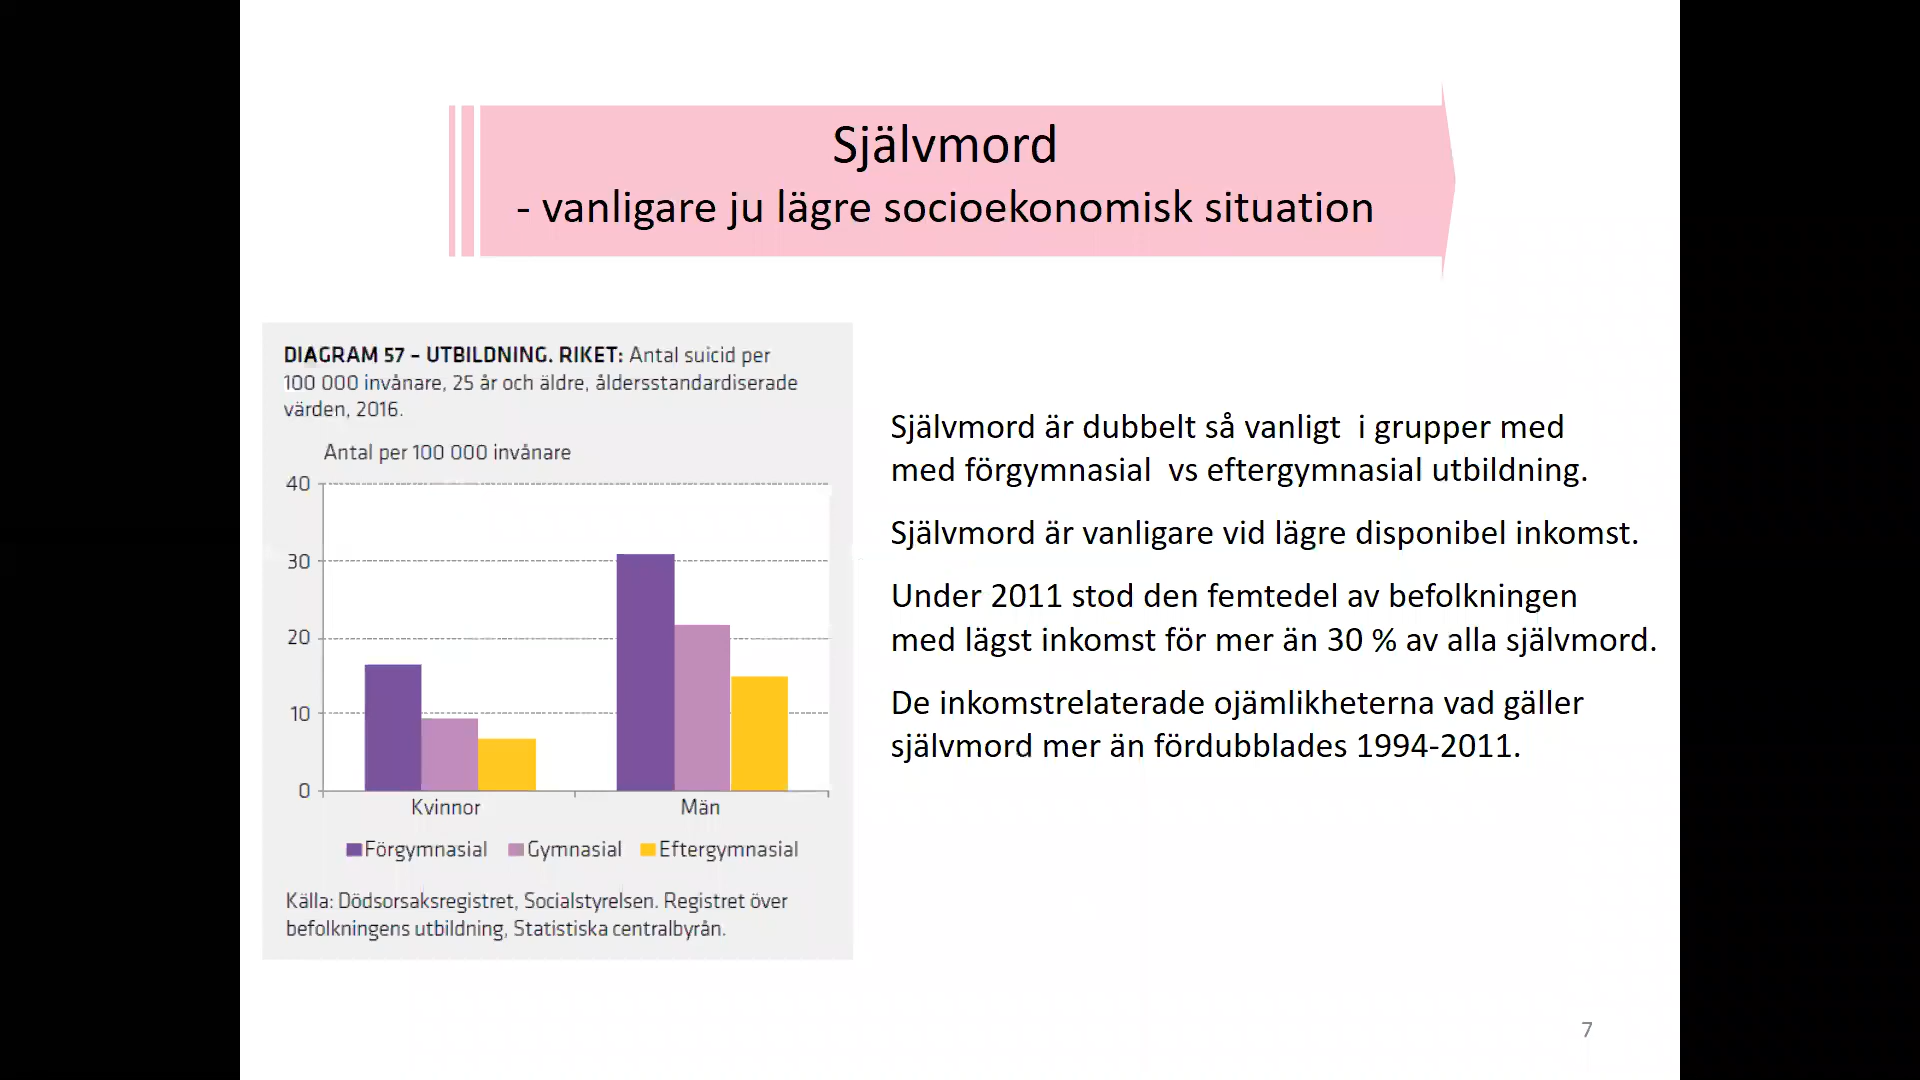 Självmord
- vanligare ju lägre socioekonomisk situation
DIAGRAM 57 – UTBILDNING. RIKET: Antal suicid per
100 000 invånare, 25 år och äldre, åldersstandardiserade
värden, 2016.
Antal per 100 000 invånare
40
30
20
10
0
Kvinnor
Män
Förgymnasial
Gymnasial
Eftergymnasial
Källa: Dödsorsaksregistret, Socialstyrelsen. Registret över
befolkningens utbildning, Statistiska centralbyrån.
Självmord är dubbelt så vanligt i grupper med
med förgymnasial vs eftergymnasial utbildning.
Självmord är vanligare vid lägre disponibel inkomst.
Under 2011 stod den femtedel av befolkningen
med lägst inkomst för mer än 30 % av alla självmord.
De inkomstrelaterade ojämlikheterna vad gäller
självmord mer än fördubblades 1994-2011.
7